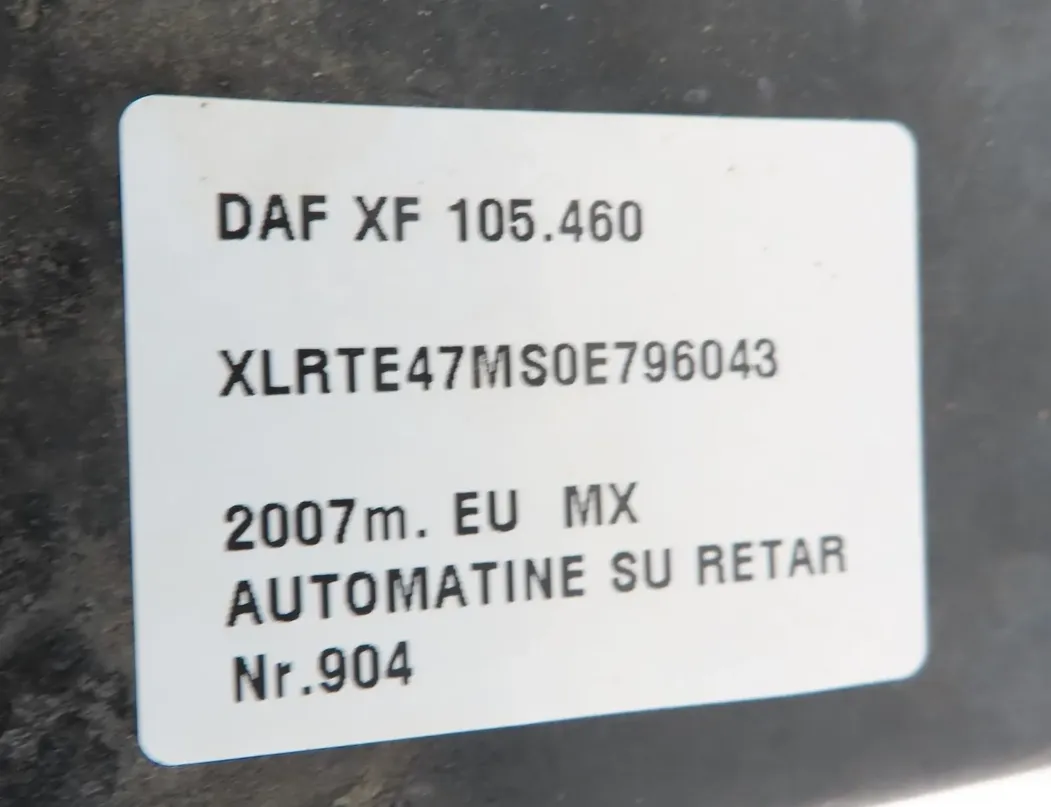 DAF XF 105.460
XLRTE47MS0E796043
2007m. EU MX
AUTOMATINE SU RETAR
Nr.904